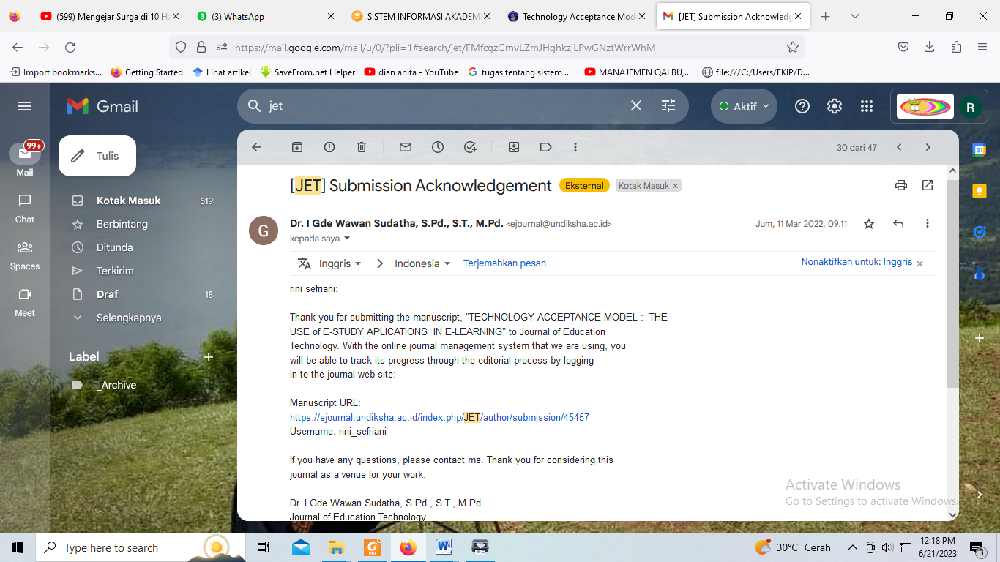 (599) Mengejar Surga di 10 Ha
(3) WhatsApp
SISTEM INFORMASI AKADEMI
Technology Acceptance Mod
[JET] Submission Acknowledg
https://mail.google.com/mail/u/0/?pli=1#search/jet/FMfcgzGmvLZmJHghkzjLPwGNztWrrWhM
Import bookmarks...
Getting Started
Lihat artikel
SaveFrom.net Helper
dian anita - YouTube
tugas tentang sistem ...
MANAJEMEN QALBU,...
file:///C:/Users/FKIP/D...
Gmail
jet
Aktif
R
99+
Mail
Chat
Spaces
Meet
Tulis
Kotak Masuk 519
Berbintang
Ditunda
Terkirim
Draf 18
Selengkapnya
Label
_Archive
30 dari 47
[JET] Submission Acknowledgement Eksternal Kotak Masuk
G
Dr. I Gde Wawan Sudatha, S.Pd., S.T., M.Pd. <ejournal@undiksha.ac.id> Jum, 11 Mar 2022, 09.11
kepada saya
Inggris Indonesia Terjemahkan pesan Nonaktifkan untuk: Inggris
rini sefriani:
Thank you for submitting the manuscript, "TECHNOLOGY ACCEPTANCE MODEL :  THE
USE of E-STUDY APLICATIONS  IN E-LEARNING" to Journal of Education
Technology. With the online journal management system that we are using, you
will be able to track its progress through the editorial process by logging
in to the journal web site:
Manuscript URL:
https://ejournal.undiksha.ac.id/index.php/JET/author/submission/45457
Username: rini_sefriani
If you have any questions, please contact me. Thank you for considering this
journal as a venue for your work.
Dr. I Gde Wawan Sudatha, S.Pd., S.T., M.Pd.
Journal of Education Technology
31
Activate Windows
Go to Settings to activate Windows.
Type here to search
PDF
30°C Cerah
12:18 PM
6/21/2023
3